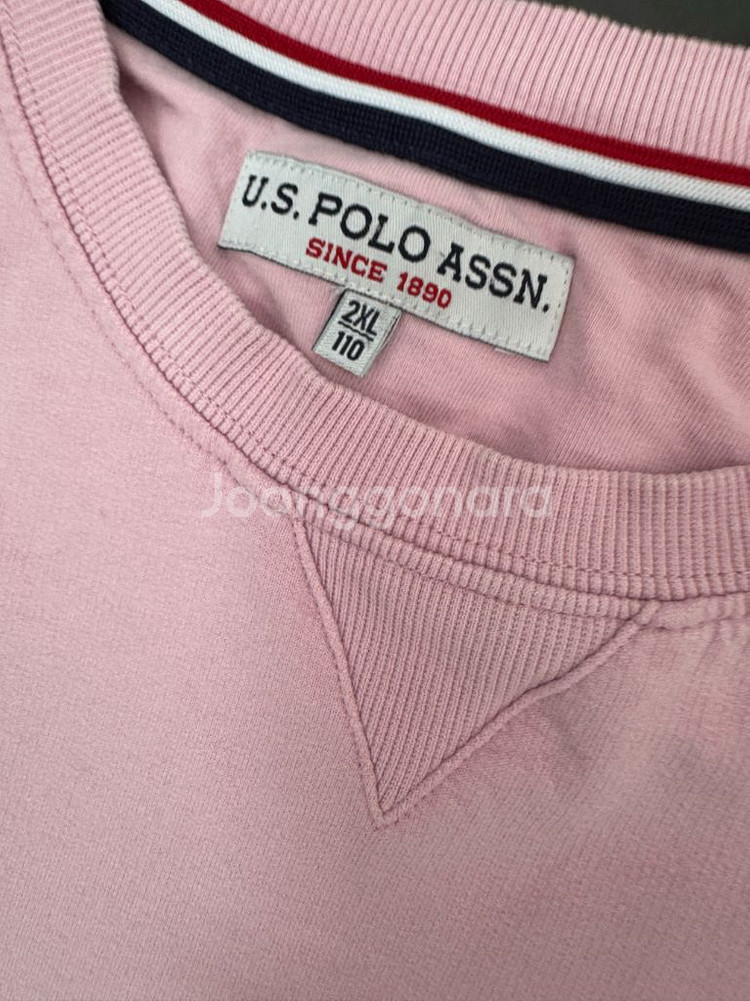 U.S. POLO ASSN.
SINCE 1890
2XL
110
Joonggonara